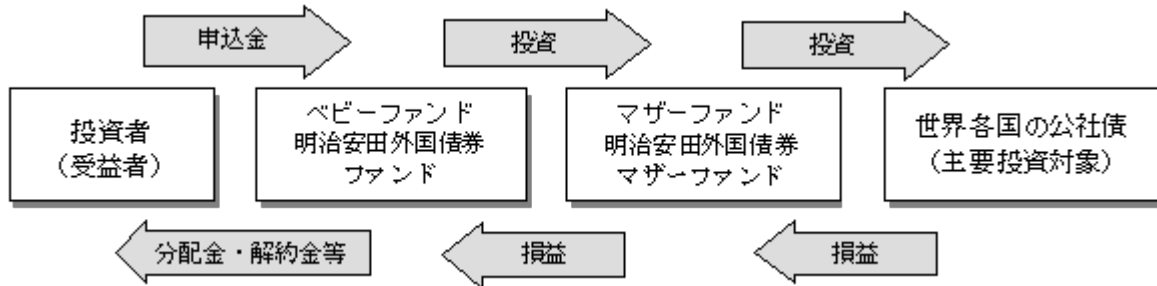 申込金
投資
投資
投資者
（受益者）
ベビーファンド
明治安田外国債券
ファンド
マザーファンド
明治安田外国債券
マザーファンド
世界各国の公社債
（主要投資対象）
分配金・解約金等
損益
損益